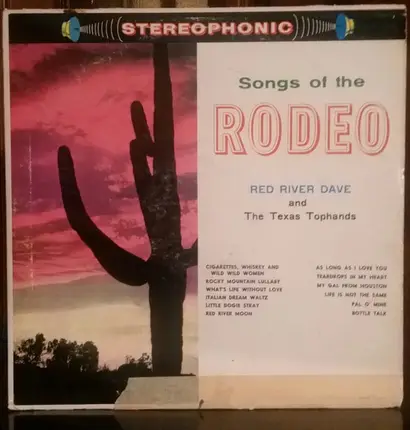 STEREOPHONIC
Songs of the
RODEO
RED RIVER DAVE
and
The Texas Tophands
CIGARETTES, WHISKEY AND
WILD WILD WOMEN
ROCKY MOUNTAIN LULLABY
WHAT'S LIFE WITHOUT LOVE
ITALIAN DREAM WALTZ
LITTLE DOGIE STRAY
RED RIVER MOON
AS LONG AS I LOVE YOU
TEARDROPS IN MY HEART
MY GAL FROM HOUSTON
LIFE IS NOT THE SAME
PAL O' MINE
BOTTLE TALK